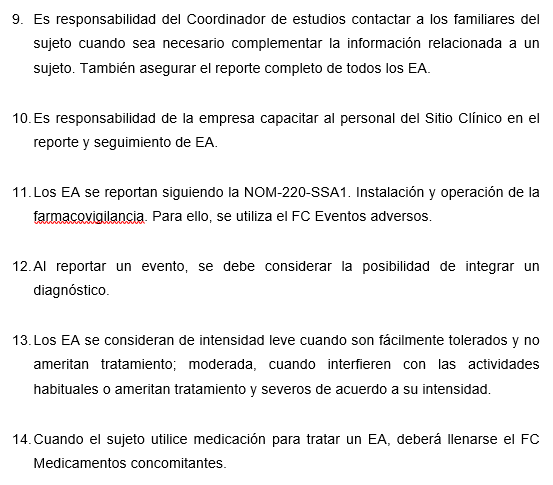 9. Es responsabilidad del Coordinador de estudios contactar a los familiares del
sujeto cuando sea necesario complementar la información relacionada a un
sujeto. También asegurar el reporte completo de todos los EA.
10. Es responsabilidad de la empresa capacitar al personal del Sitio Clínico en el
reporte y seguimiento de EA.
11. Los EA se reportan siguiendo la NOM-220-SSA1. Instalación y operación de la
farmacovigilancia. Para ello, se utiliza el FC Eventos adversos.
12. Al reportar un evento, se debe considerar la posibilidad de integrar un
diagnóstico.
13. Los EA se consideran de intensidad leve cuando son fácilmente tolerados y no
ameritan tratamiento; moderada, cuando interfieren con las actividades
habituales o ameritan tratamiento y severos de acuerdo a su intensidad.
14. Cuando el sujeto utilice medicación para tratar un EA, deberá llenarse el FC
Medicamentos concomitantes.